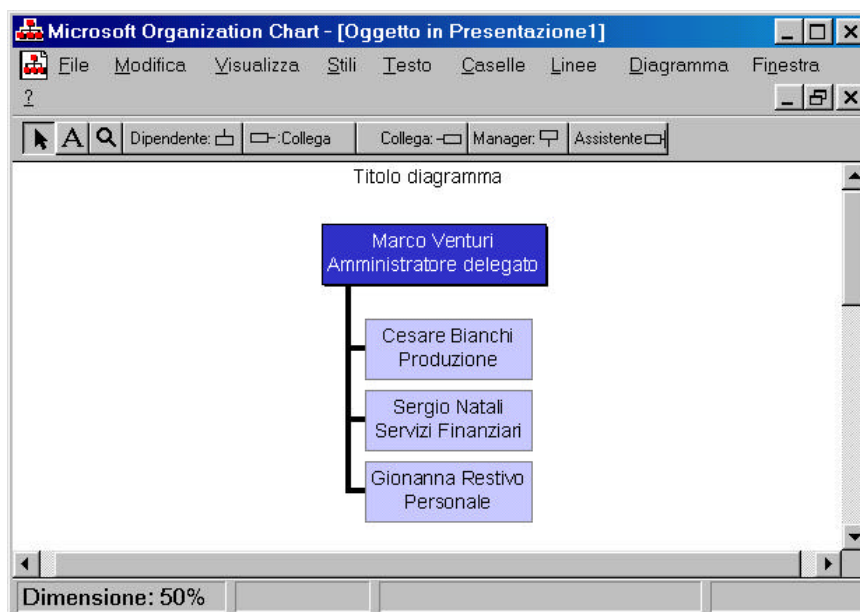 Microsoft Organization Chart - [Oggetto in Presentazione1]
File Modifica Visualizza Stili Testo Caselle Linee Diagramma Finestra
?
A Dipendente: :Collega Collega: Manager: Assistente
Titolo diagramma
Marco Venturi
Amministratore delegato
Cesare Bianchi
Produzione
Sergio Natali
Servizi Finanziari
Gionanna Restivo
Personale
Dimensione: 50%